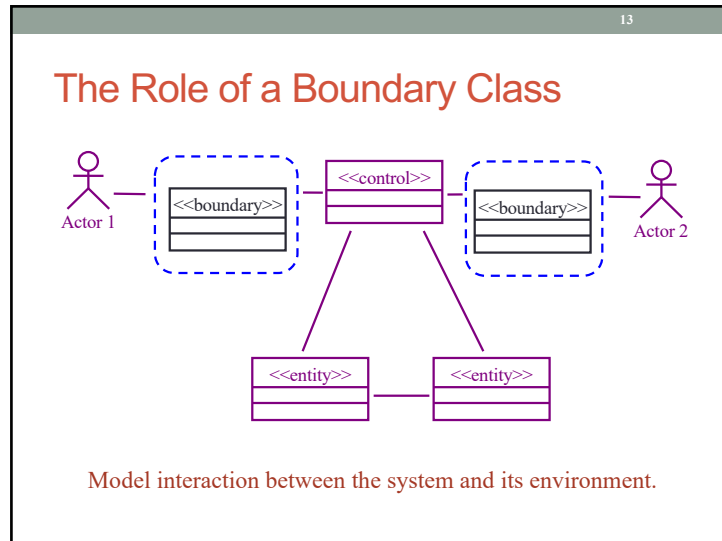 13
The Role of a Boundary Class
<<control>>
<<boundary>>
<<boundary>>
Actor 1
Actor 2
<<entity>>
<<entity>>
Model interaction between the system and its environment.